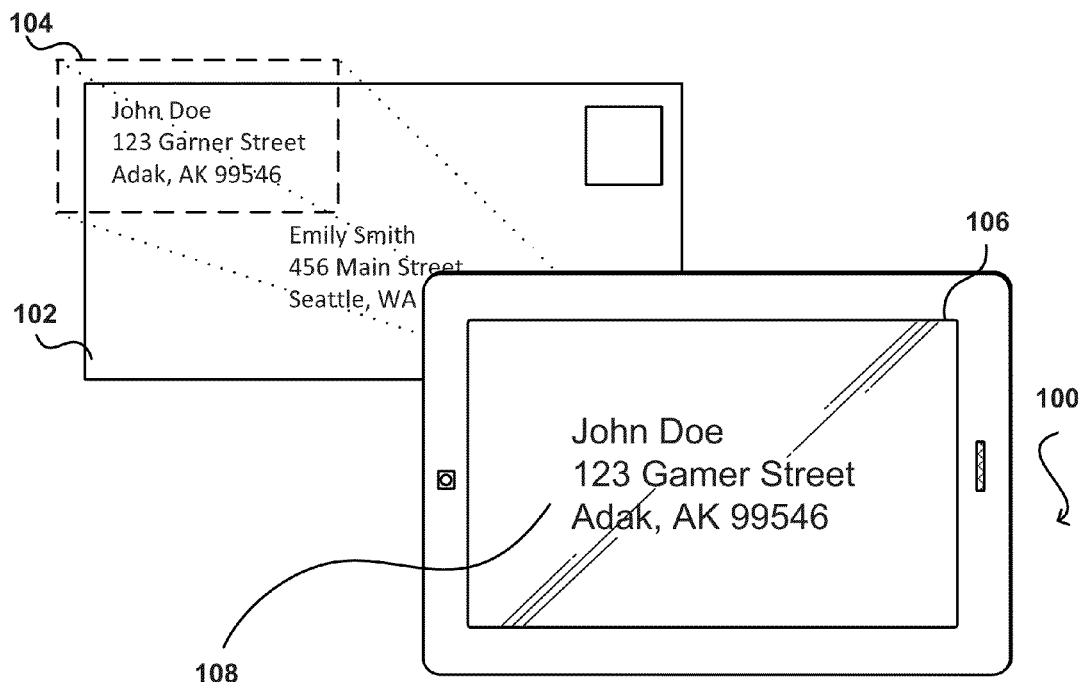 104
John Doe
123 Garner Street
Adak, AK 99546
Emily Smith
456 Main Street
Seattle, WA
102
106
100
John Doe
123 Gamer Street
Adak, AK 99546
108